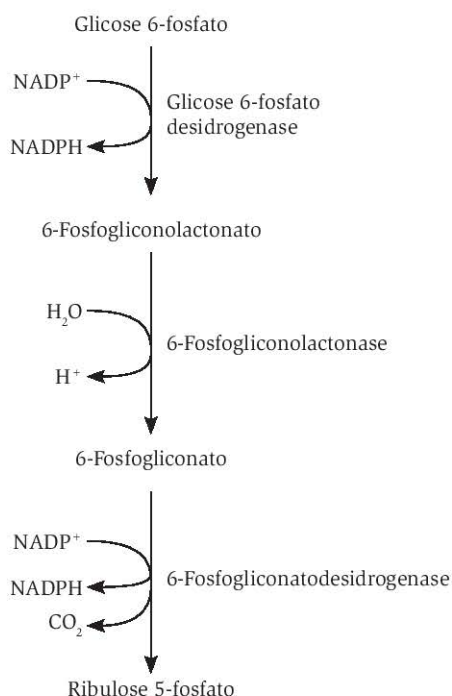 Glicose 6-fosfato
NADP⁺
Glicose 6-fosfato
desidrogenase
NADPH
6-Fosfogliconolactonato
H₂O
6-Fosfogliconolactonase
H⁺
6-Fosfogliconato
NADP⁺
6-Fosfogliconatodesidrogenase
NADPH
CO₂
Ribulose 5-fosfato